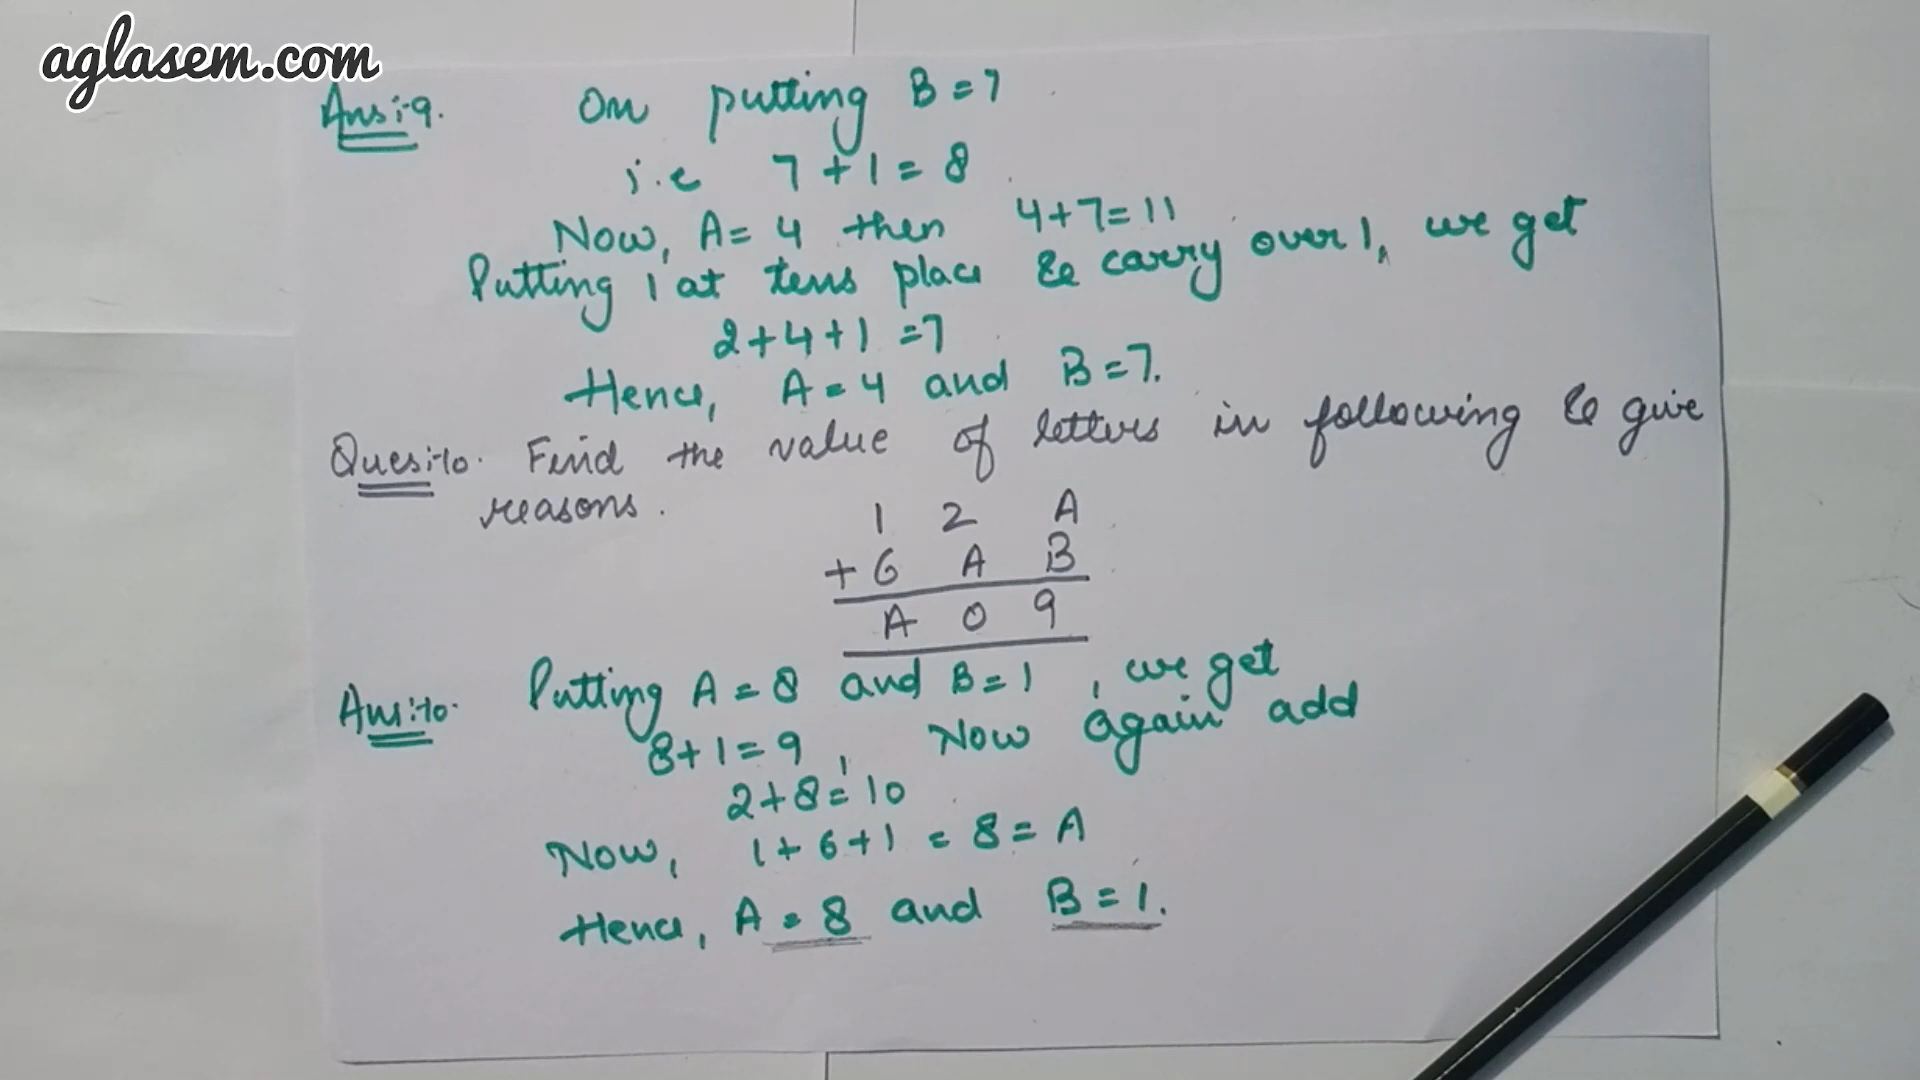 aglasem.com
Ans:-9. On putting B=7
i.e 7+1=8
Now, A=4 then 4+7=11
Putting 1 at tens place & carry over 1, we get
2+4+1=7
Hence, A=4 and B=7.
Ques:-10. Find the value of letters in following & give
reasons.
1 2 A
+ 6 A B
A 0 9
Ans:-10. Putting A=8 and B=1, we get
8+1=9, Now again add
2+8=10
Now, 1+6+1=8=A
Hence, A=8 and B=1.